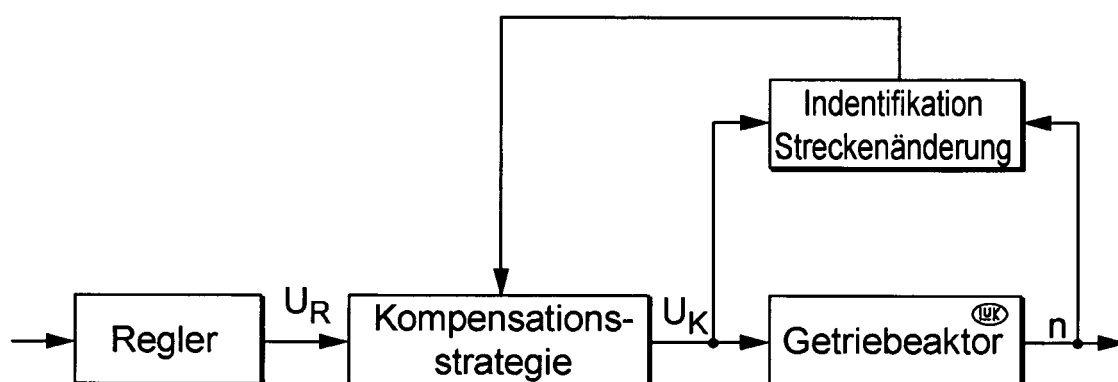 Indentifikation
Streckenänderung
Regler
U_R
Kompensations-
strategie
U_K
Getriebeaktor
LUK
n